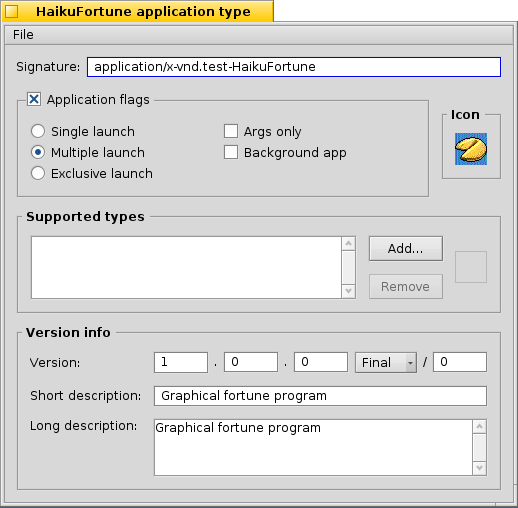 HaikuFortune application type
File
Signature: application/x-vnd.test-HaikuFortune
Application flags
Icon
Single launch Args only
Multiple launch Background app
Exclusive launch
Supported types
Add...
Remove
Version info
Version: 1 . 0 . 0 Final / 0
Short description: Graphical fortune program
Long description: Graphical fortune program